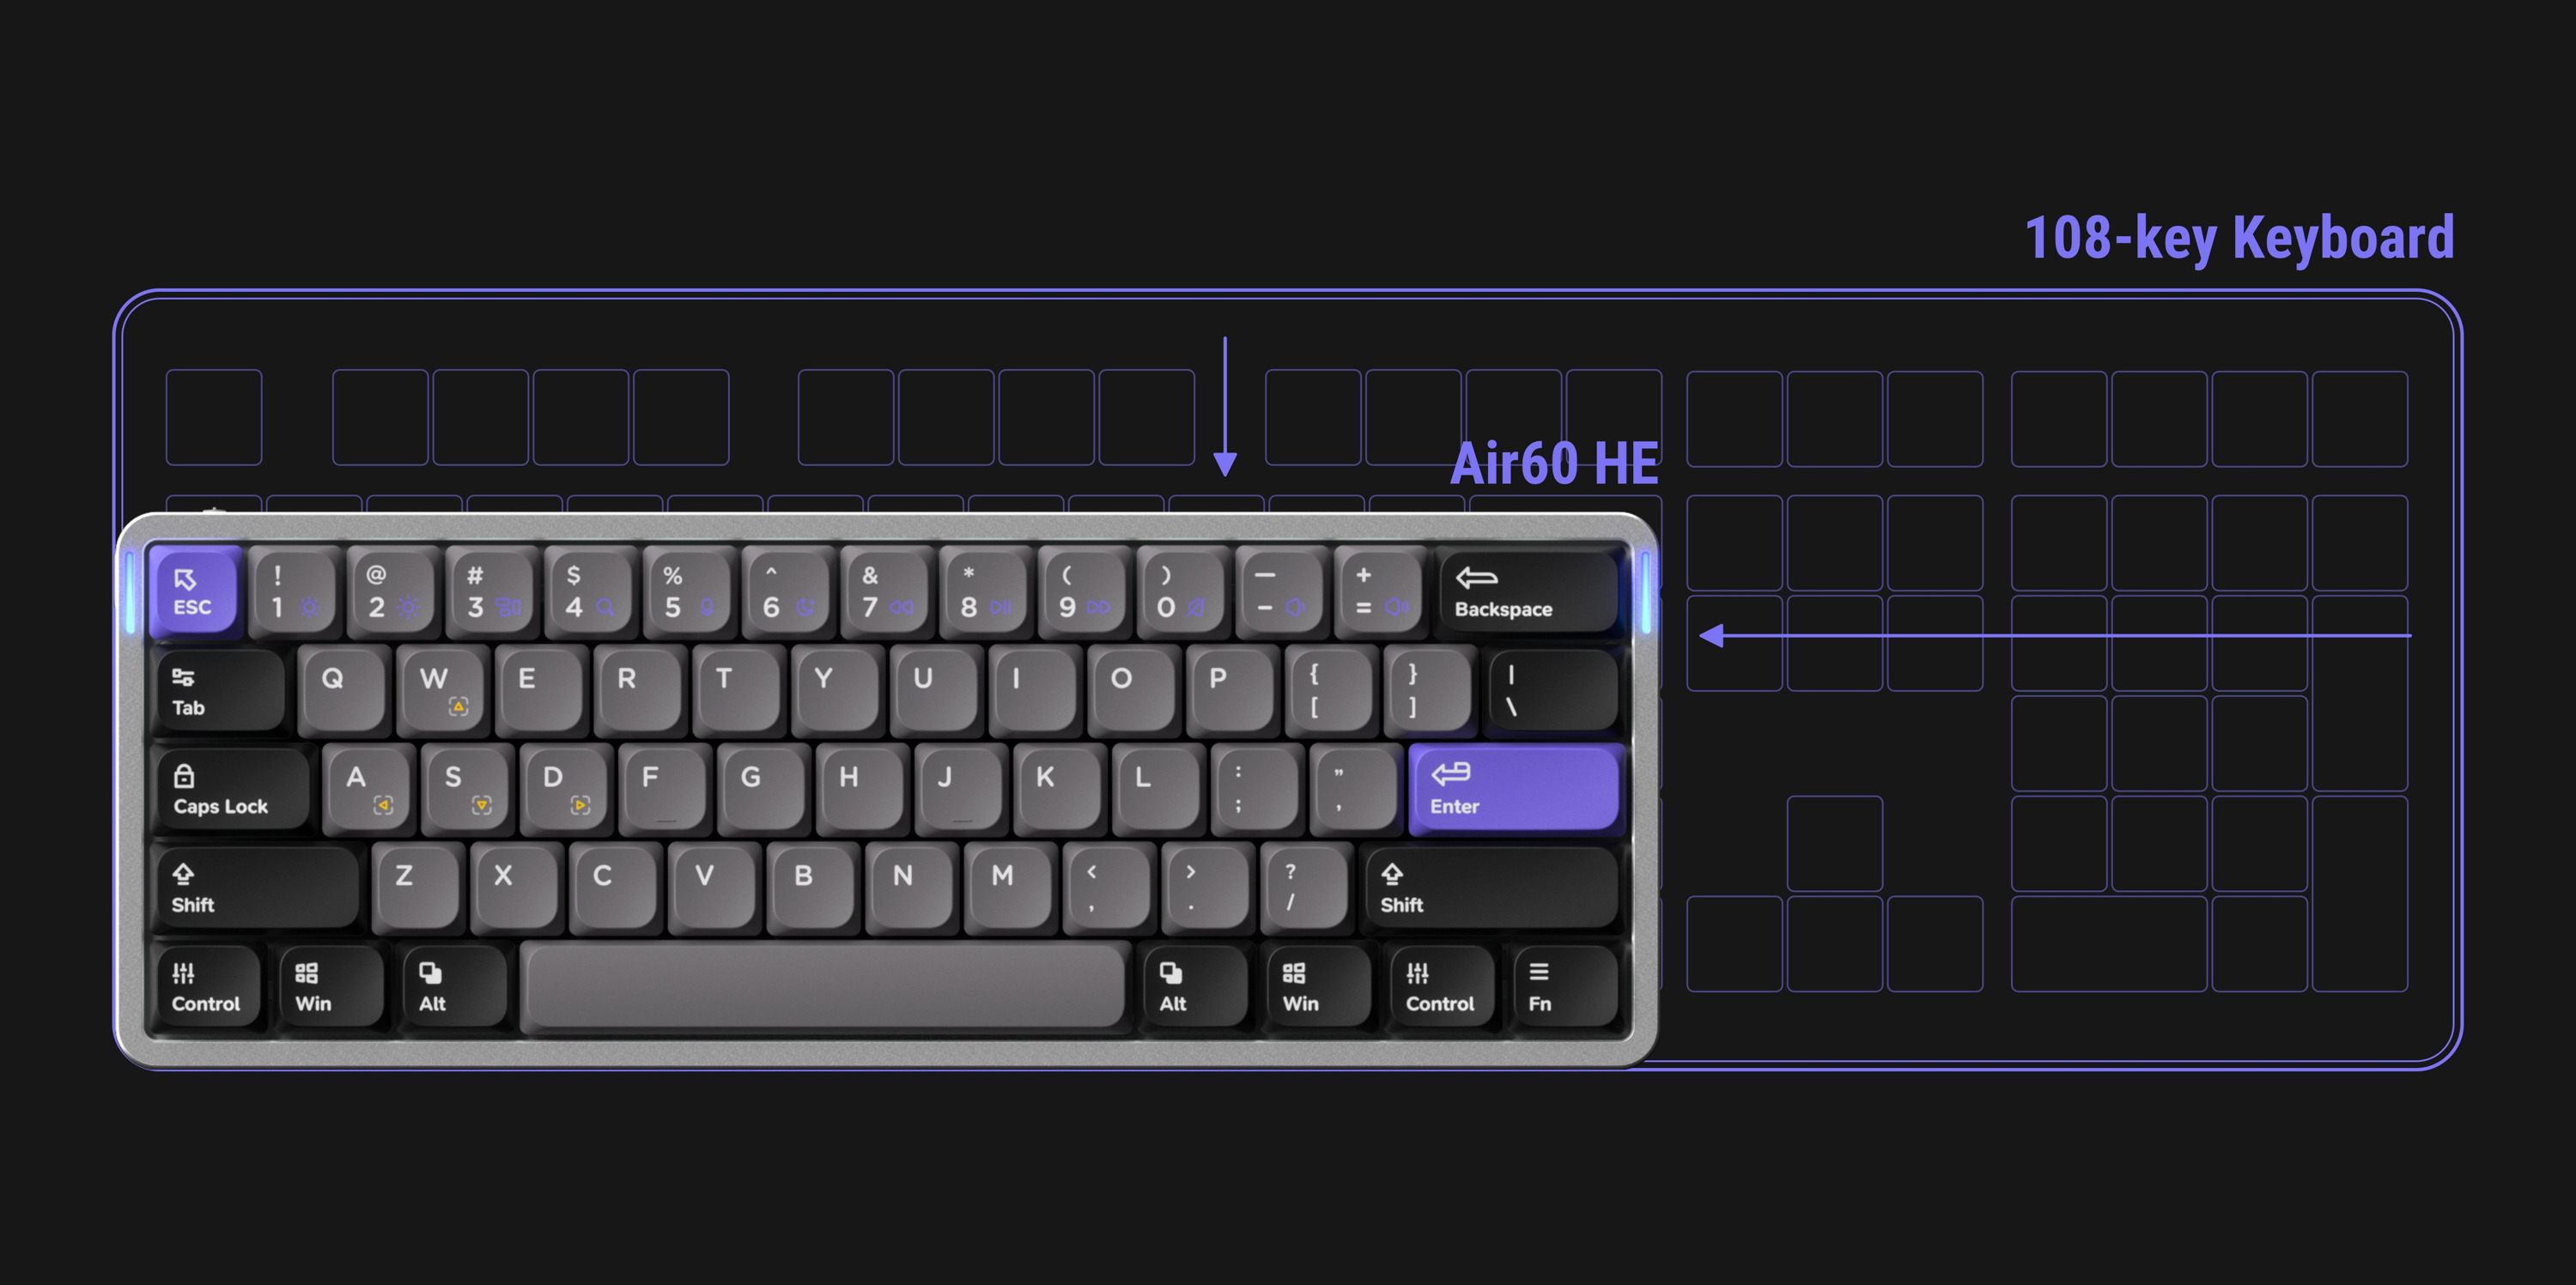 108-key Keyboard
Air60 HE
! @ # $ % ^ & * ( ) — +
ESC 1 2 3 4 5 6 7 8 9 0 - = Backspace
Q W E R T Y U I O P { } |
Tab [ ] \
A S D F G H J K L : ”
Caps Lock ; , Enter
Z X C V B N M < > ?
Shift , . / Shift
Control Win Alt Alt Win Control Fn